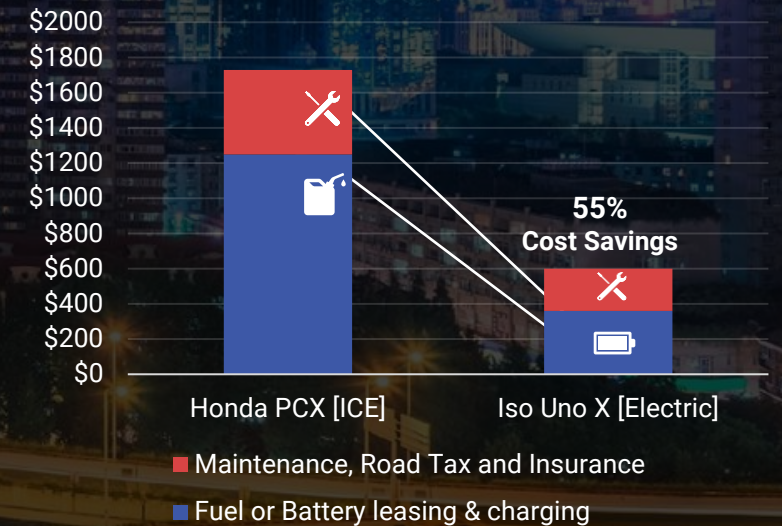 $2000
$1800
$1600
$1400
$1200
$1000
$800
$600
$400
$200
$0
55%
Cost Savings
Honda PCX [ICE]
Iso Uno X [Electric]
Maintenance, Road Tax and Insurance
Fuel or Battery leasing & charging